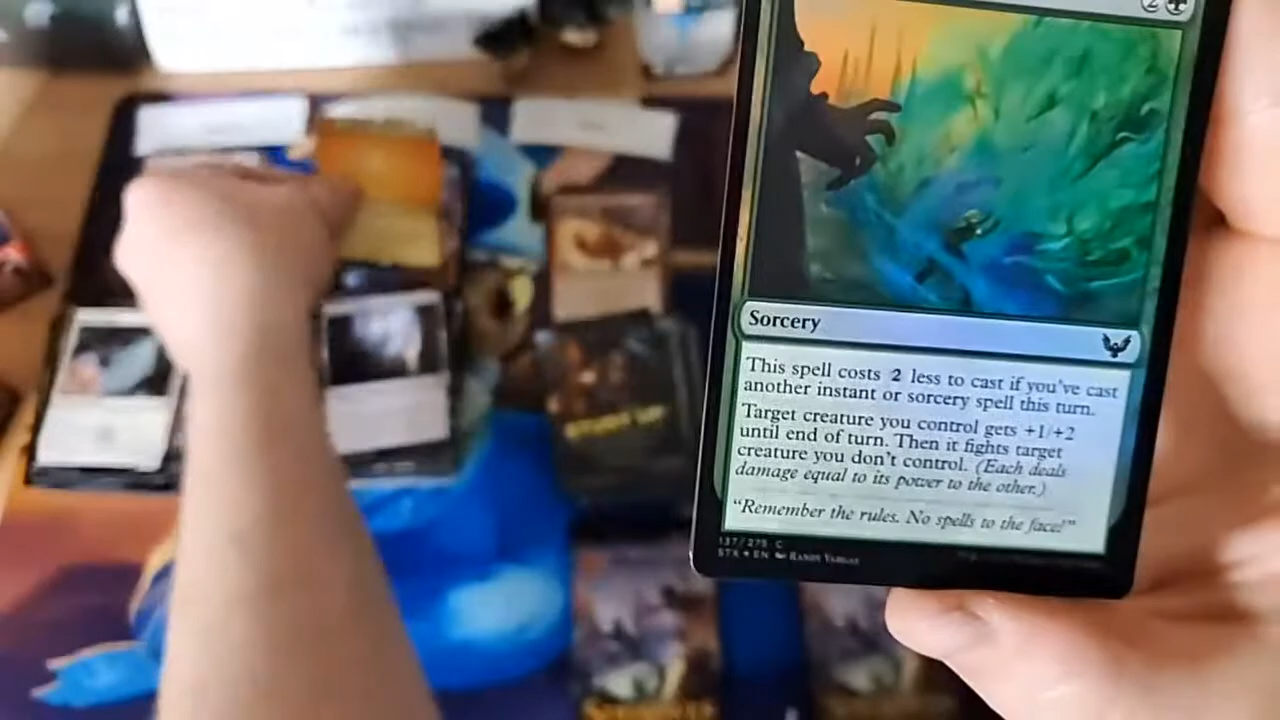 2
Sorcery
This spell costs 2 less to cast if you've cast
another instant or sorcery spell this turn.
Target creature you control gets +1/+2
until end of turn. Then it fights target
creature you don't control. (Each deals
damage equal to its power to the other.)
"Remember the rules. No spells to the face!"
137/275 C
STX ★ EN RANDY VARGAS